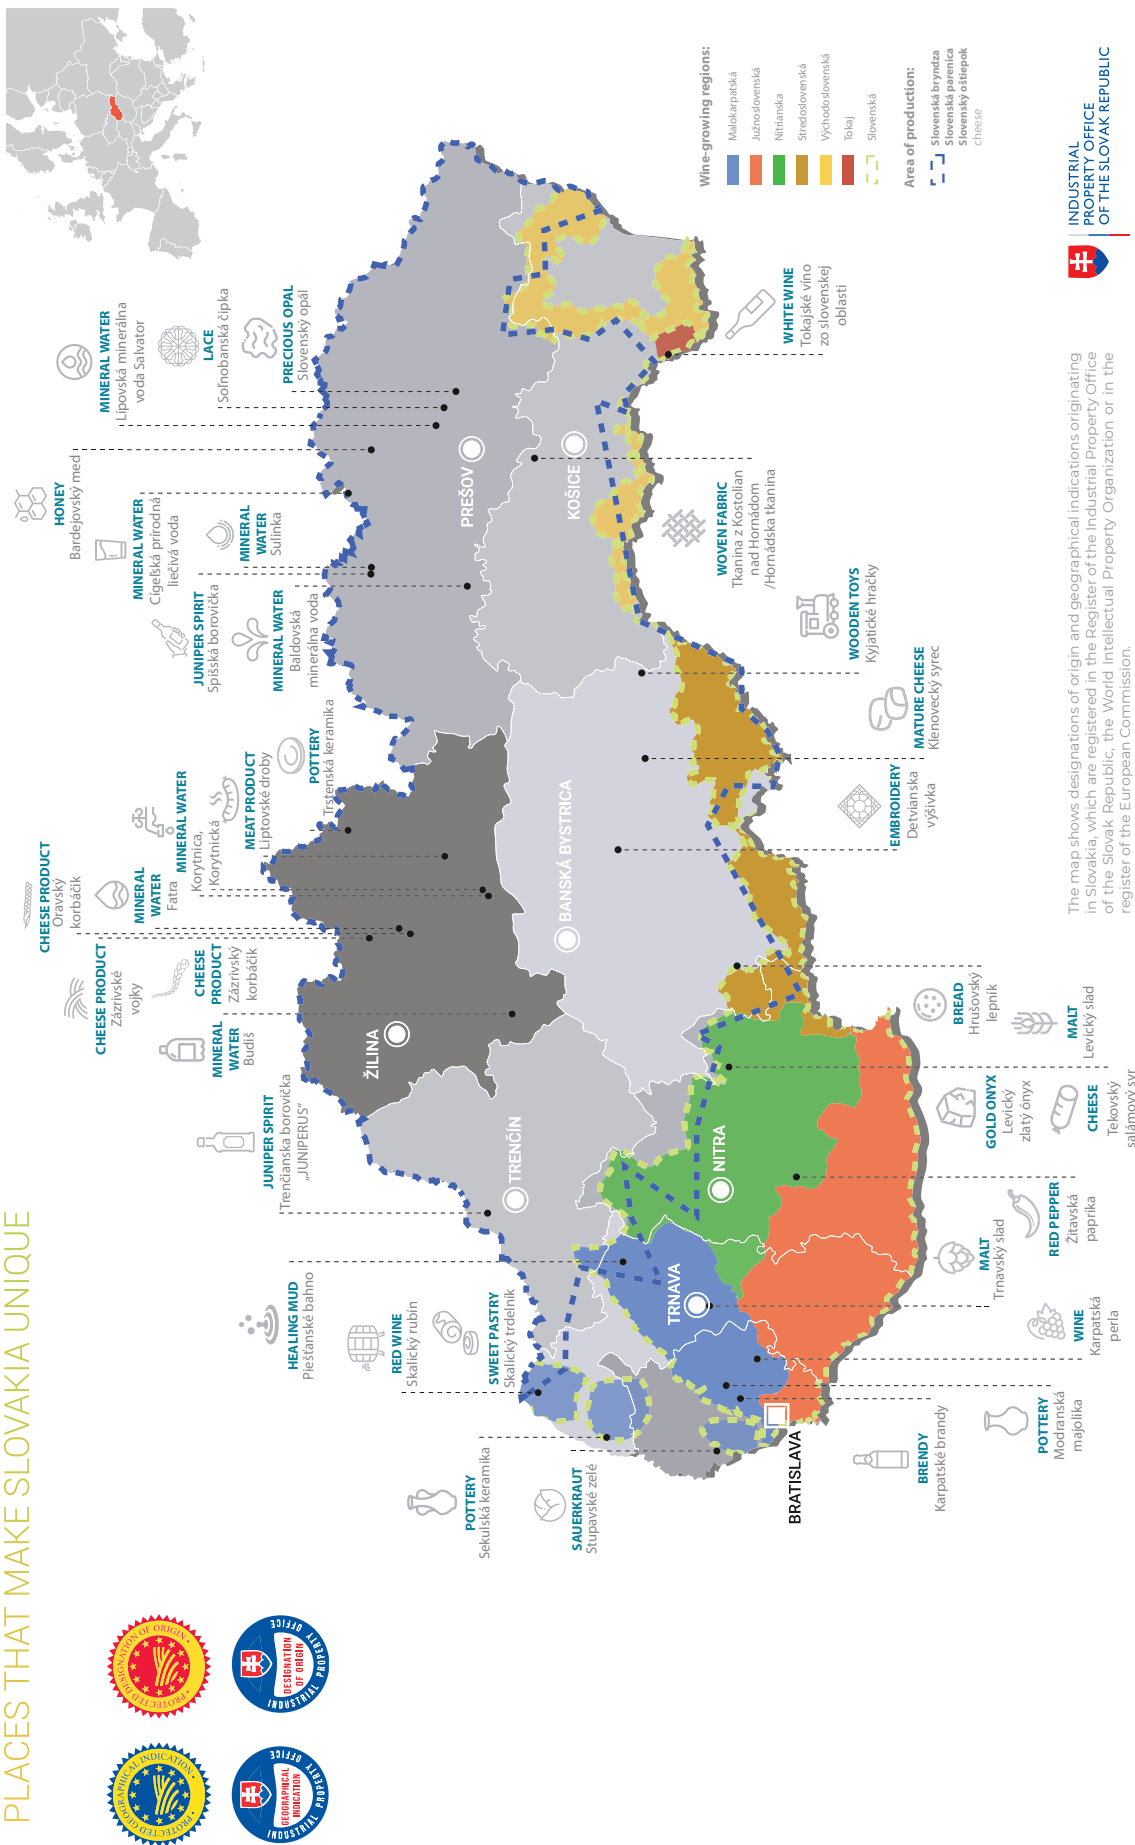 PLACES THAT MAKE SLOVAKIA UNIQUE
PROTECTED GEOGRAPHICAL INDICATION
PROTECTED DESIGNATION OF ORIGIN
INDUSTRIAL PROPERTY OFFICE
GEOGRAPHICAL
INDICATION
INDUSTRIAL PROPERTY OFFICE
DESIGNATION
OF ORIGIN
CHEESE PRODUCT
Oravský
korbáčik
CHEESE PRODUCT
Zázrivské
vojky
MINERAL
WATER
Fatra
MINERAL WATER
Korytnica,
Korytnická
CHEESE
PRODUCT
Zázrivský
korbáčik
MINERAL
WATER
Budiš
MEAT PRODUCT
Liptovské droby
POTTERY
Trstenská keramika
HONEY
Bardejovský med
MINERAL WATER
Lipovská minerálna
voda Salvator
LACE
Soľnobanská čipka
PRECIOUS OPAL
Slovenský opál
MINERAL WATER
Cígeľská prírodná
liečivá voda
MINERAL
WATER
Sulinka
JUNIPER SPIRIT
Spišská borovička
MINERAL WATER
Baldovská
minerálna voda
JUNIPER SPIRIT
Trenčianska borovička
„JUNIPERUS“
HEALING MUD
Piešťanské bahno
RED WINE
Skalický rubín
SWEET PASTRY
Skalický trdelník
POTTERY
Sekulská keramika
SAUERKRAUT
Stupavské zelé
ŽILINA
TRENČÍN
PREŠOV
KOŠICE
BANSKÁ BYSTRICA
NITRA
TRNAVA
BRATISLAVA
WHITE WINE
Tokajské víno
zo slovenskej
oblasti
WOVEN FABRIC
Tkanina z Kostolian
nad Hornádom
/Hornádska tkanina
WOODEN TOYS
Kyjatické hračky
MATURE CHEESE
Klenovecký syrec
EMBROIDERY
Detvianska
výšivka
BREAD
Hrušovský
lepník
MALT
Levický slad
GOLD ONYX
Levický
zlatý ónyx
CHEESE
Tekovský
salámový syr
RED PEPPER
Žitavská
paprika
MALT
Trnavský slad
WINE
Karpatská
perla
POTTERY
Modranská
majolika
BRENDY
Karpatské brandy
Wine-growing regions:
Malokarpatská
Južnoslovenská
Nitrianska
Stredoslovenská
Východoslovenská
Tokaj
Slovenská
Area of production:
Slovenská bryndza
Slovenská parenica
Slovenský oštiepok
cheese
The map shows designations of origin and geographical indications originating
in Slovakia, which are registered in the Register of the Industrial Property Office
of the Slovak Republic, the World Intellectual Property Organization or in the
register of the European Commission.
INDUSTRIAL
PROPERTY OFFICE
OF THE SLOVAK REPUBLIC